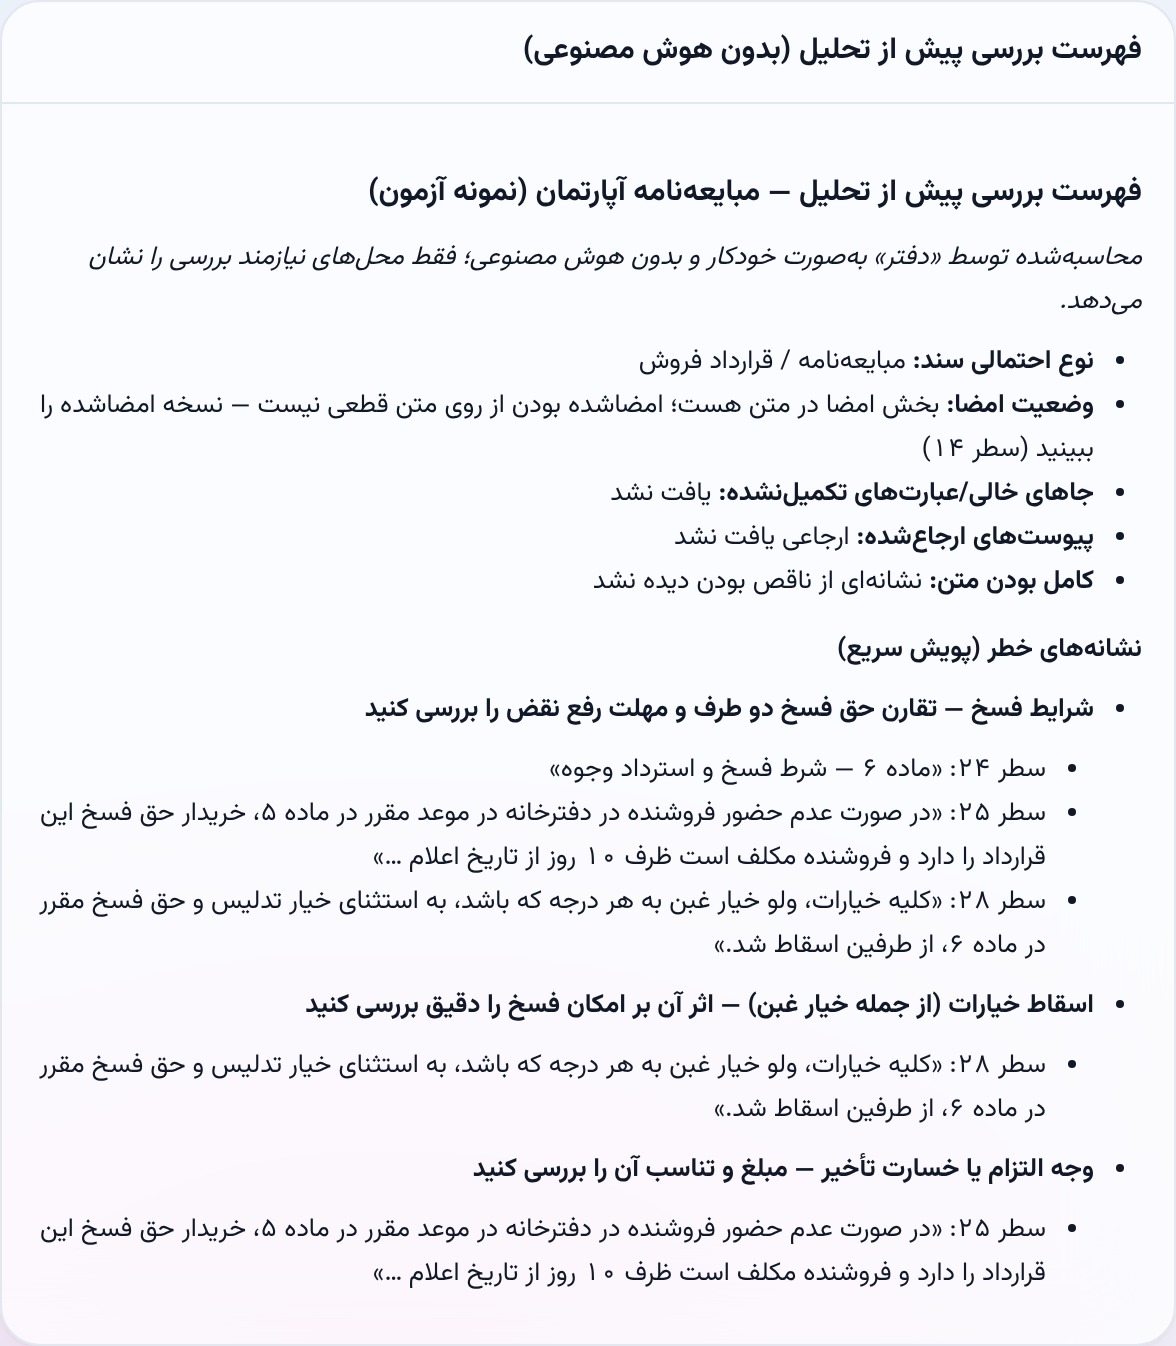 فهرست بررسی پیش از تحلیل (بدون هوش مصنوعی)
فهرست بررسی پیش از تحلیل — مبایعه‌نامه آپارتمان (نمونه آزمون)
محاسبه‌شده توسط «دفتر» به‌صورت خودکار و بدون هوش مصنوعی؛ فقط محل‌های نیازمند بررسی را نشان
می‌دهد.
• نوع احتمالی سند: مبایعه‌نامه / قرارداد فروش
• وضعیت امضا: بخش امضا در متن هست؛ امضاشده بودن از روی متن قطعی نیست — نسخه امضاشده را
ببینید (سطر ۱۴)
• جاهای خالی/عبارت‌های تکمیل‌نشده: یافت نشد
• پیوست‌های ارجاع‌شده: ارجاعی یافت نشد
• کامل بودن متن: نشانه‌ای از ناقص بودن دیده نشد
نشانه‌های خطر (پویش سریع)
• شرایط فسخ — تقارن حق فسخ دو طرف و مهلت رفع نقض را بررسی کنید
• سطر ۲۴: «ماده ۶ — شرط فسخ و استرداد وجوه»
• سطر ۲۵: «در صورت عدم حضور فروشنده در دفترخانه در موعد مقرر در ماده ۵، خریدار حق فسخ این
قرارداد را دارد و فروشنده مکلف است ظرف ۱۰ روز از تاریخ اعلام …»
• سطر ۲۸: «کلیه خیارات، ولو خیار غبن به هر درجه که باشد، به استثنای خیار تدلیس و حق فسخ مقرر
در ماده ۶، از طرفین اسقاط شد.»
• اسقاط خیارات (از جمله خیار غبن) — اثر آن بر امکان فسخ را دقیق بررسی کنید
• سطر ۲۸: «کلیه خیارات، ولو خیار غبن به هر درجه که باشد، به استثنای خیار تدلیس و حق فسخ مقرر
در ماده ۶، از طرفین اسقاط شد.»
• وجه التزام یا خسارت تأخیر — مبلغ و تناسب آن را بررسی کنید
• سطر ۲۵: «در صورت عدم حضور فروشنده در دفترخانه در موعد مقرر در ماده ۵، خریدار حق فسخ این
قرارداد را دارد و فروشنده مکلف است ظرف ۱۰ روز از تاریخ اعلام …»